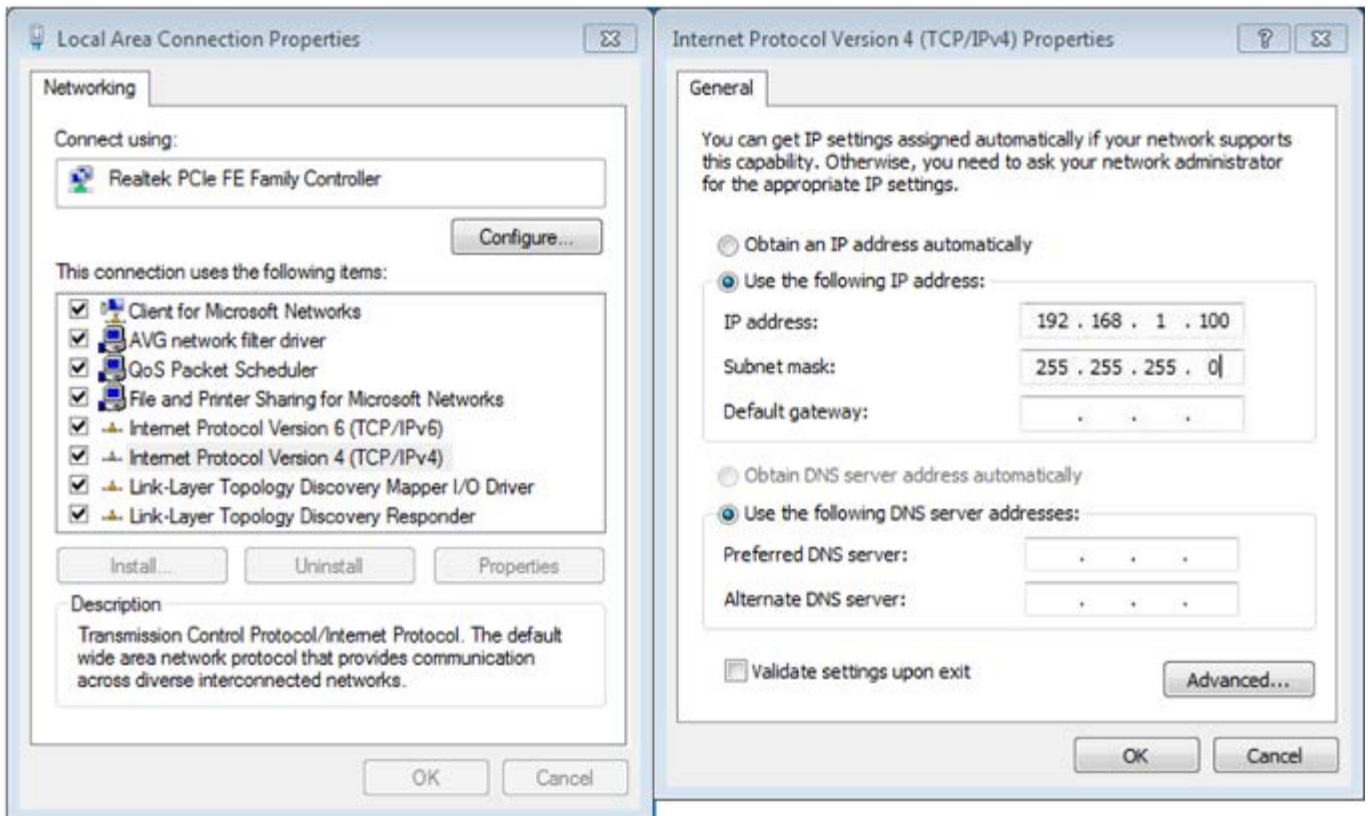 Local Area Connection Properties
Networking
Connect using:
Realtek PCIe FE Family Controller
Configure...
This connection uses the following items:
Client for Microsoft Networks
AVG network filter driver
QoS Packet Scheduler
File and Printer Sharing for Microsoft Networks
Internet Protocol Version 6 (TCP/IPv6)
Internet Protocol Version 4 (TCP/IPv4)
Link-Layer Topology Discovery Mapper I/O Driver
Link-Layer Topology Discovery Responder
Install... Uninstall Properties
Description
Transmission Control Protocol/Internet Protocol. The default
wide area network protocol that provides communication
across diverse interconnected networks.
OK Cancel
Internet Protocol Version 4 (TCP/IPv4) Properties
General
You can get IP settings assigned automatically if your network supports
this capability. Otherwise, you need to ask your network administrator
for the appropriate IP settings.
Obtain an IP address automatically
Use the following IP address:
IP address: 192 . 168 . 1 . 100
Subnet mask: 255 . 255 . 255 . 0
Default gateway: . . .
Obtain DNS server address automatically
Use the following DNS server addresses:
Preferred DNS server: . . .
Alternate DNS server: . . .
Validate settings upon exit
Advanced...
OK Cancel